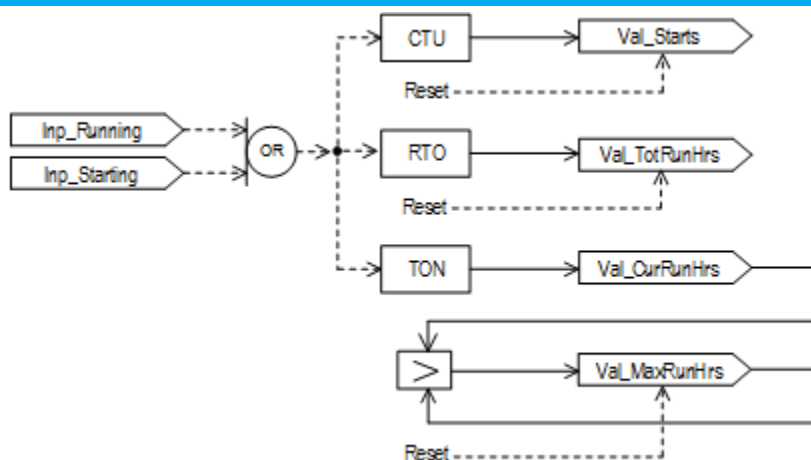 CTU
Val_Starts
Reset
Inp_Running
OR
RTO
Val_TotRunHrs
Inp_Starting
Reset
TON
Val_CurRunHrs
>
Val_MaxRunHrs
Reset